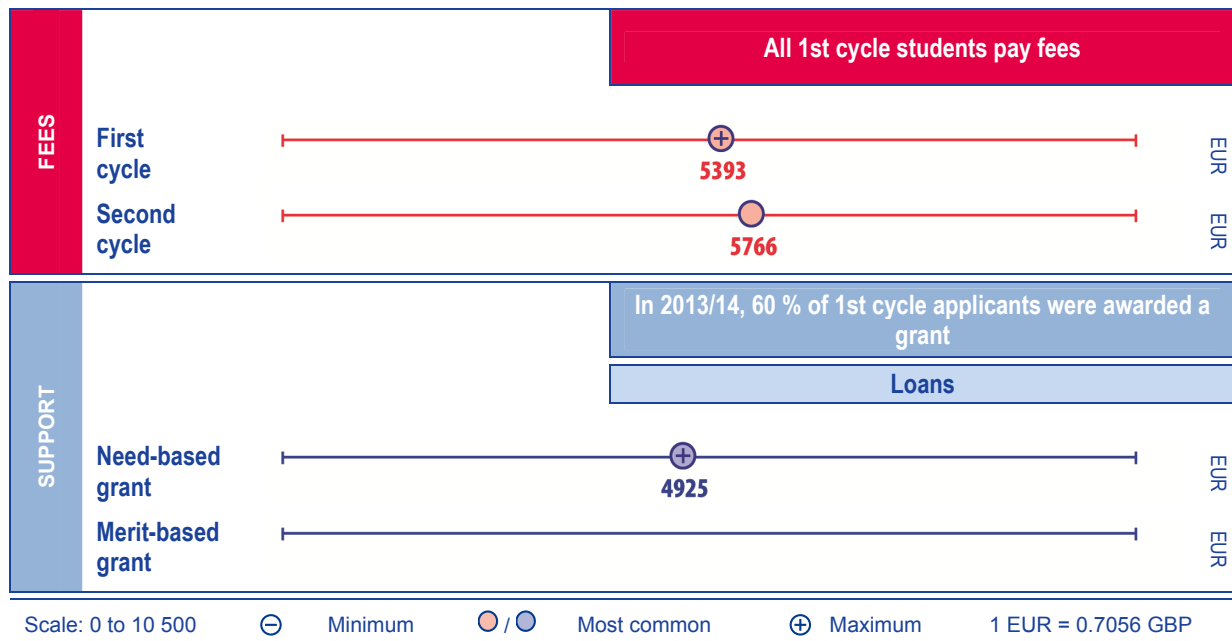 FEES
All 1st cycle students pay fees
First
cycle
5393
EUR
Second
cycle
5766
EUR
SUPPORT
In 2013/14, 60 % of 1st cycle applicants were awarded a
grant
Loans
Need-based
grant
4925
EUR
Merit-based
grant
EUR
Scale: 0 to 10 500 Minimum / Most common Maximum 1 EUR = 0.7056 GBP